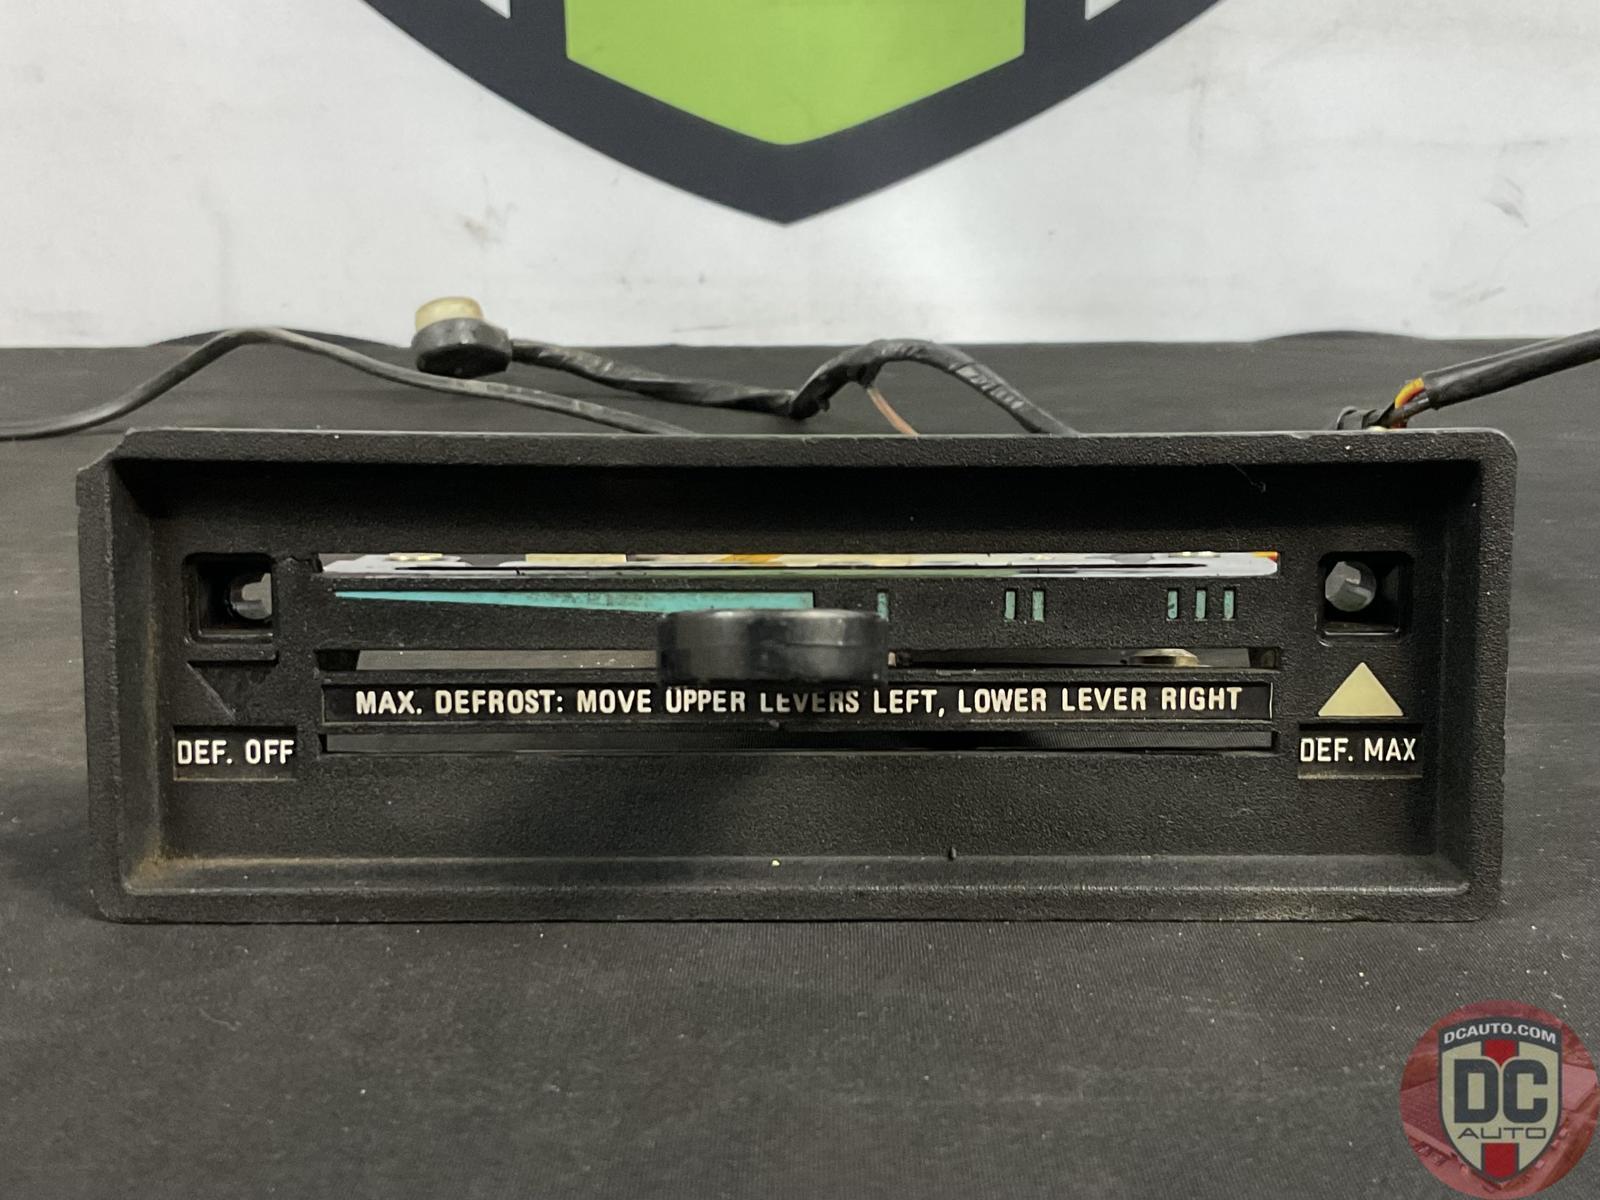 MAX. DEFROST: MOVE UPPER LEVERS LEFT, LOWER LEVER RIGHT
DEF. OFF
DEF. MAX
DCAUTO.COM
DC
AUTO